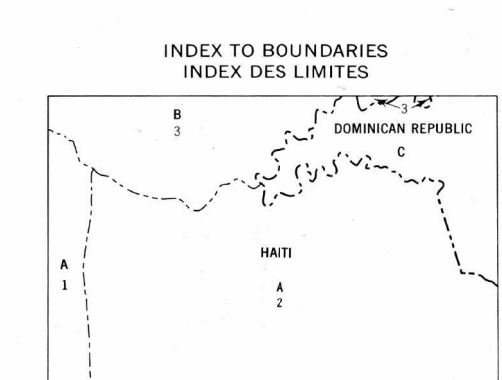 INDEX TO BOUNDARIES
INDEX DES LIMITES
3
B
3
DOMINICAN REPUBLIC
C
HAITI
A
1
A
2